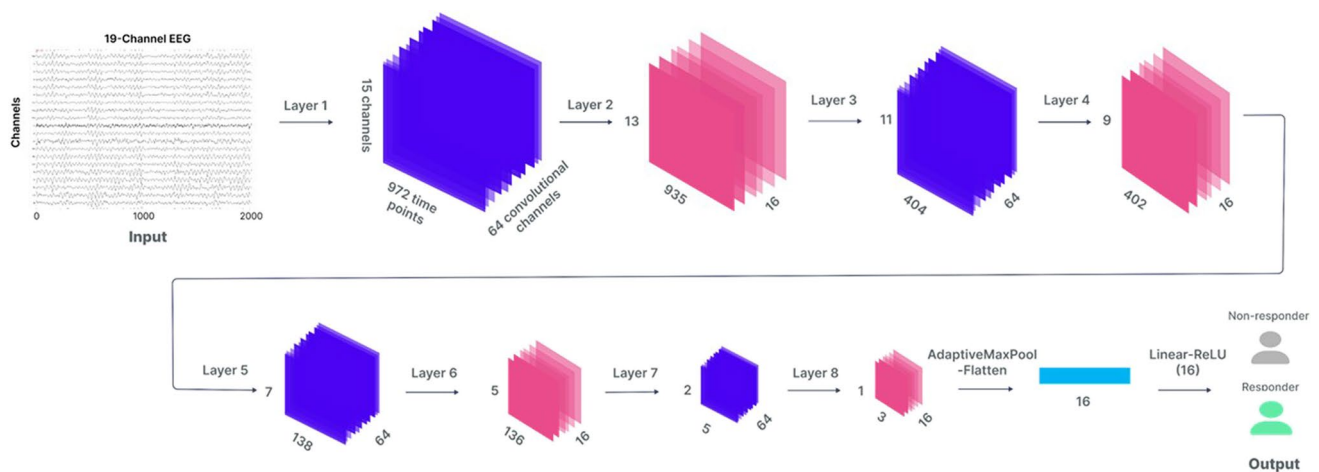 19-Channel EEG
Channels
0
1000
2000
Input
Layer 1
15 channels
972 time
points
64 convolutional
channels
Layer 2
13
935
16
Layer 3
11
404
64
Layer 4
9
402
16
Layer 5
7
138
64
Layer 6
5
136
16
Layer 7
2
5
64
Layer 8
1
3
16
AdaptiveMaxPool
-Flatten
16
Linear-ReLU
(16)
Non-responder
Responder
Output